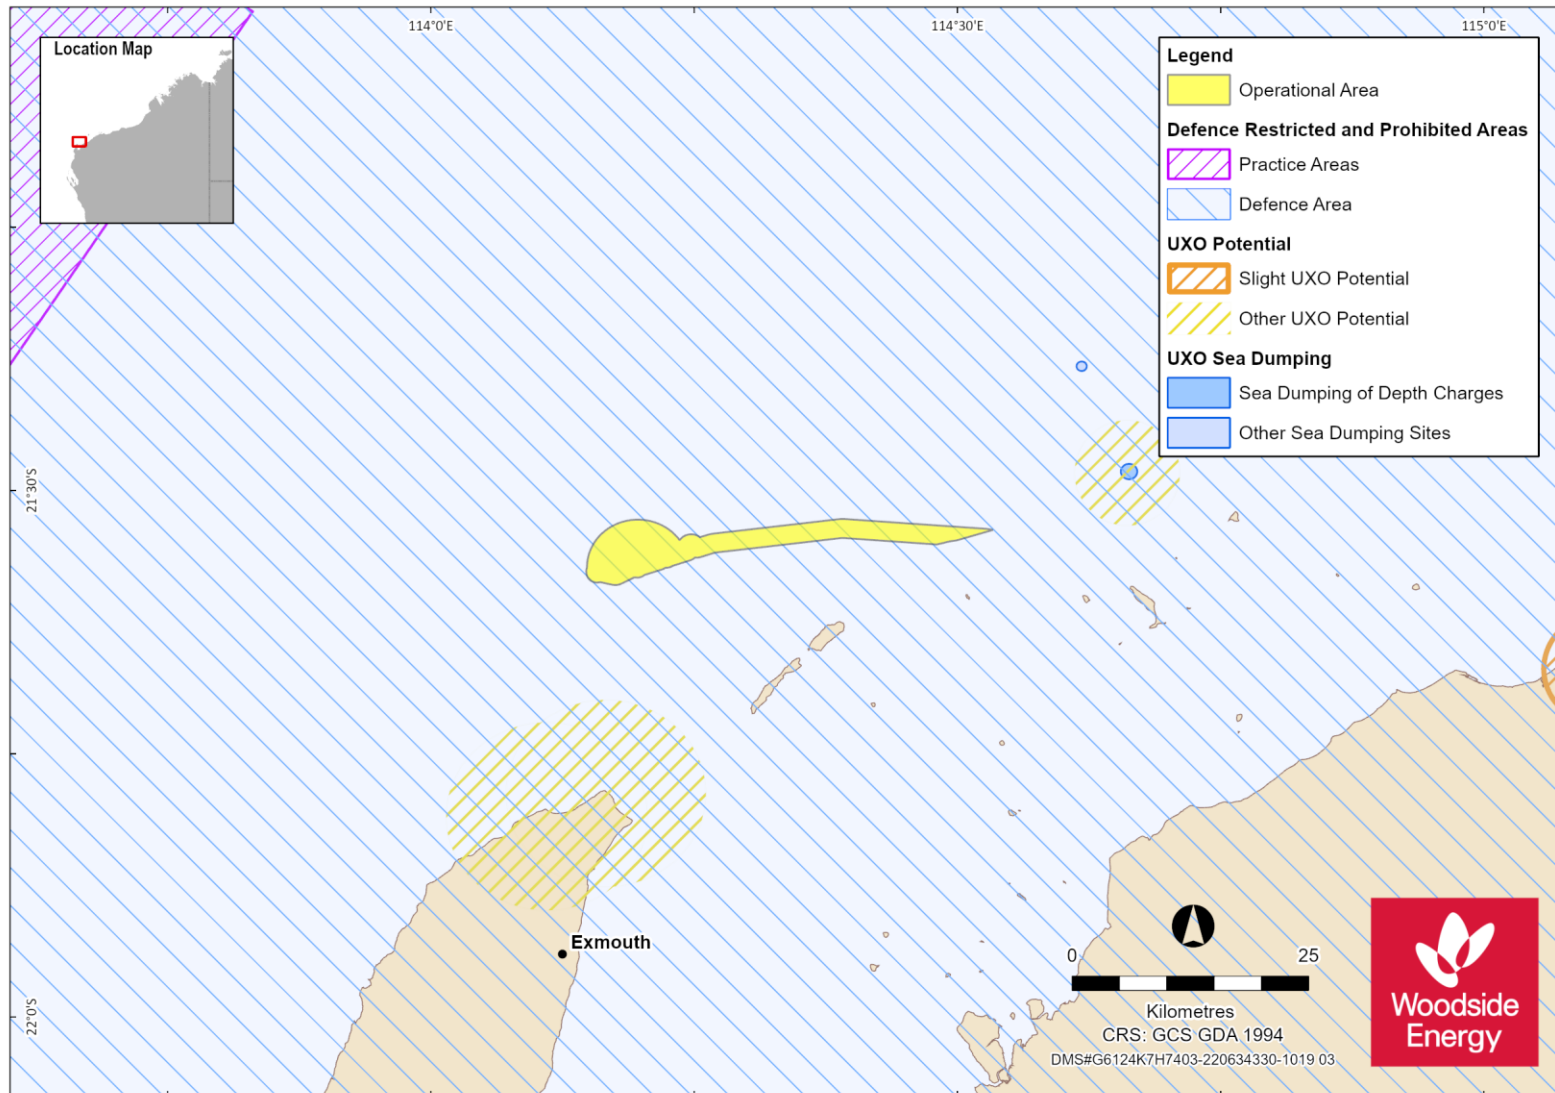 114°0'E
114°30'E
115°0'E
Location Map
Legend
Operational Area
Defence Restricted and Prohibited Areas
Practice Areas
Defence Area
UXO Potential
Slight UXO Potential
Other UXO Potential
UXO Sea Dumping
Sea Dumping of Depth Charges
Other Sea Dumping Sites
21°30'S
22°0'S
Exmouth
0 25
Kilometres
CRS: GCS GDA 1994
DMS#G6124K7H7403-220634330-1019 03
Woodside
Energy